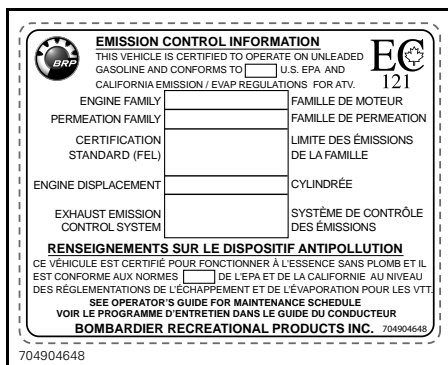 EMISSION CONTROL INFORMATION
BRP
THIS VEHICLE IS CERTIFIED TO OPERATE ON UNLEADED
GASOLINE AND CONFORMS TO U.S. EPA AND
CALIFORNIA EMISSION / EVAP REGULATIONS FOR ATV.
EC
121
ENGINE FAMILY FAMILLE DE MOTEUR
PERMEATION FAMILY FAMILLE DE PERMEATION
CERTIFICATION LIMITE DES ÉMISSIONS
STANDARD (FEL) DE LA FAMILLE
ENGINE DISPLACEMENT CYLINDRÉE
EXHAUST EMISSION SYSTÈME DE CONTRÔLE
CONTROL SYSTEM DES ÉMISSIONS
RENSEIGNEMENTS SUR LE DISPOSITIF ANTIPOLLUTION
CE VÉHICULE EST CERTIFIÉ POUR FONCTIONNER À L'ESSENCE SANS PLOMB ET IL
EST CONFORME AUX NORMES DE L'EPA ET DE LA CALIFORNIE AU NIVEAU
DES RÉGLEMENTATIONS DE L'ÉCHAPPEMENT ET DE L'ÉVAPORATION POUR LES VTT.
SEE OPERATOR'S GUIDE FOR MAINTENANCE SCHEDULE
VOIR LE PROGRAMME D'ENTRETIEN DANS LE GUIDE DU CONDUCTEUR
BOMBARDIER RECREATIONAL PRODUCTS INC. 704904648
704904648